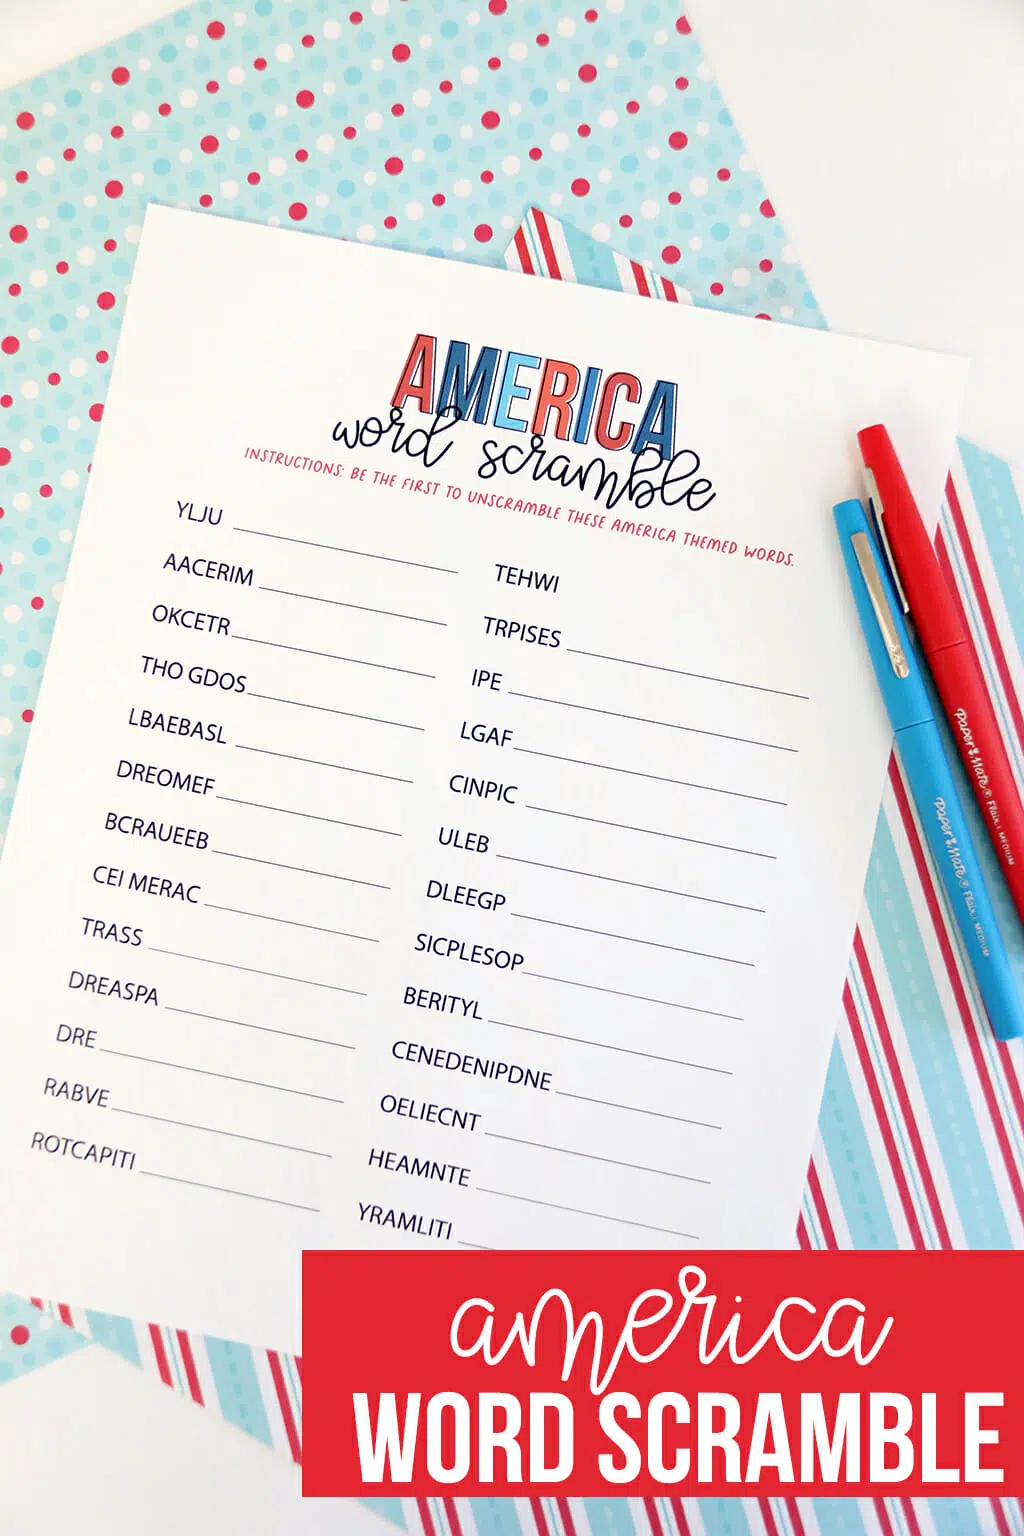 AMERICA
word scramble
INSTRUCTIONS: BE THE FIRST TO UNSCRAMBLE THESE AMERICA THEMED WORDS.
YLJU
AACERIM
OKCETR
THO GDOS
LBAEBASL
DREOMEF
BCRAUEEB
CEI MERAC
TRASS
DREASPA
DRE
RABVE
ROTCAPITI
TEHWI
TRPISES
IPE
LGAF
CINPIC
ULEB
DLEEGP
SICPLESOP
BERITYL
CENEDENIPDNE
OELIECNT
HEAMNTE
YRAMLITI
Paper Mate® Flair. MEDIUM
Paper Mate® Flair. MEDIUM
america
WORD SCRAMBLE